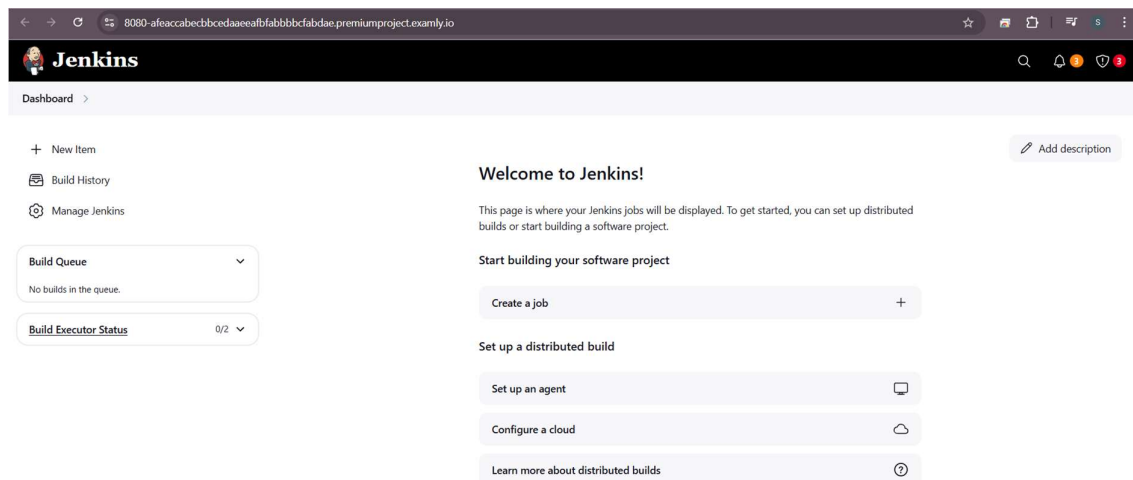 8080-afeaccabecbbcedaaeeafbfabbbbcfabdae.premiumproject.examly.io
S
Jenkins
3
3
Dashboard
New Item
Build History
Manage Jenkins
Add description
Build Queue
No builds in the queue.
Build Executor Status 0/2
Welcome to Jenkins!
This page is where your Jenkins jobs will be displayed. To get started, you can set up distributed
builds or start building a software project.
Start building your software project
Create a job
Set up a distributed build
Set up an agent
Configure a cloud
Learn more about distributed builds